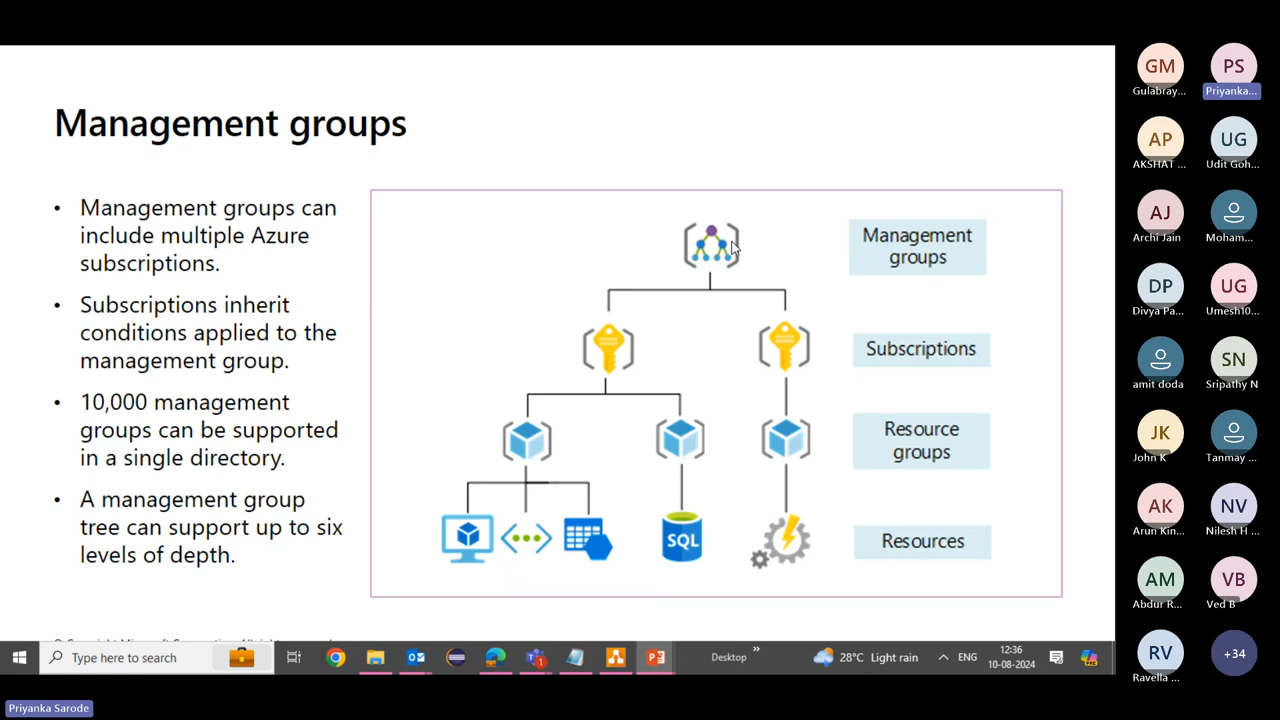 Management groups
• Management groups can
include multiple Azure
subscriptions.
• Subscriptions inherit
conditions applied to the
management group.
• 10,000 management
groups can be supported
in a single directory.
• A management group
tree can support up to six
levels of depth.
Management
groups
Subscriptions
Resource
groups
SQL
Resources
Type here to search
1
Desktop
»
28°C Light rain
ENG
12:36
10-08-2024
Priyanka Sarode
GM
Gulabray...
PS
Priyanka...
AP
AKSHAT ...
UG
Udit Goh...
AJ
Archi Jain
Moham...
DP
Divya Pa...
UG
Umesh10...
amit doda
SN
Sripathy N
JK
John K
Tanmay ...
AK
Arun Kin...
NV
Nilesh H ...
AM
Abdur R...
VB
Ved B
RV
Ravella ...
+34